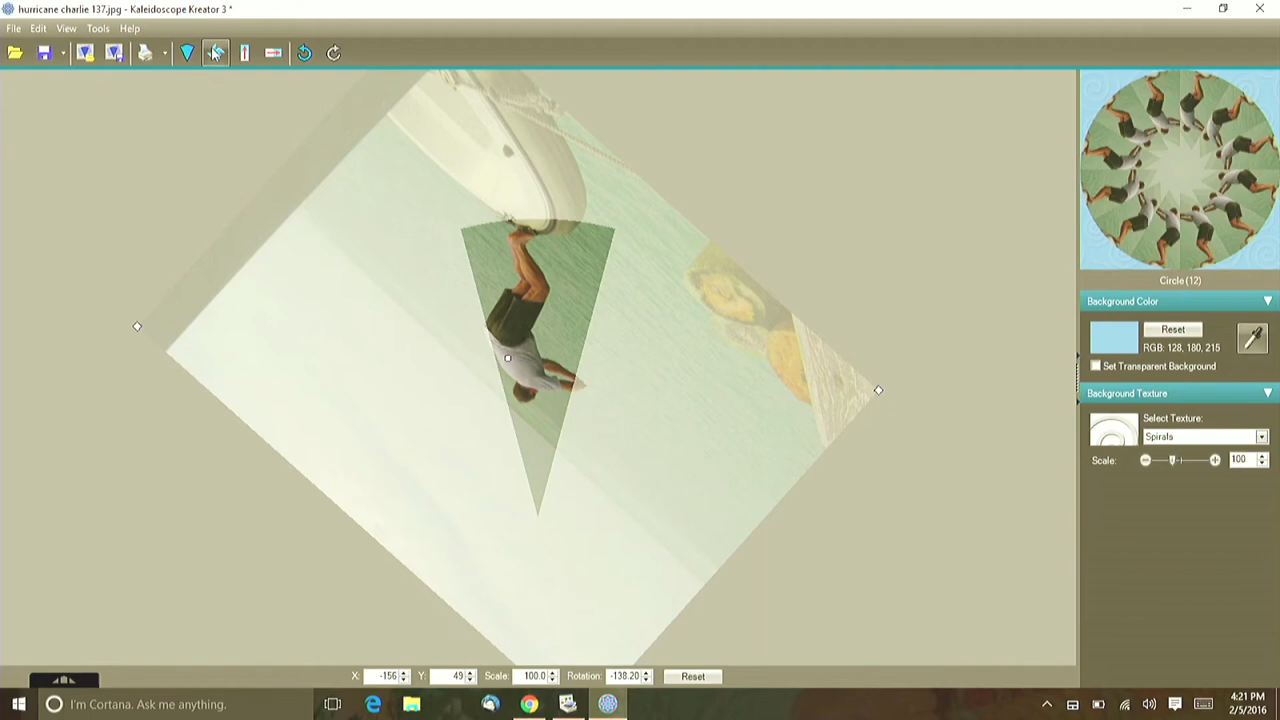 hurricane charlie 137.jpg - Kaleidoscope Kreator 3 *
File Edit View Tools Help
Circle (12)
Background Color
Reset
RGB: 128, 180, 215
Set Transparent Background
Background Texture
Select Texture:
Spirals
Scale: 100
X: -156 Y: 49 Scale: 100.0 Rotation: -138.20 Reset
I'm Cortana. Ask me anything.
4:21 PM
2/5/2016